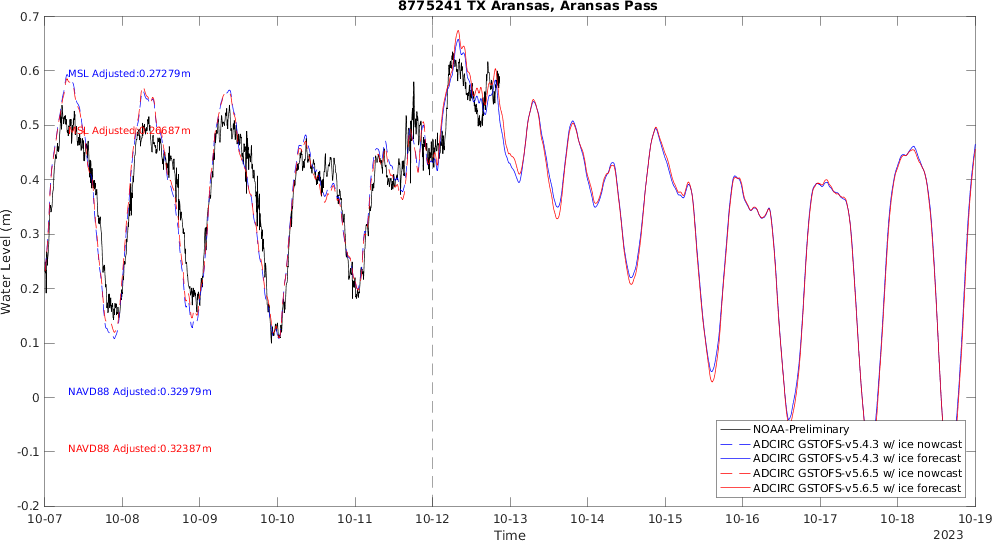 8775241 TX Aransas, Aransas Pass
0.7
0.6
0.5
0.4
0.3
0.2
0.1
0
-0.1
-0.2
Water Level (m)
MSL Adjusted:0.27279m
MSL Adjusted:0.26687m
NAVD88 Adjusted:0.32979m
NAVD88 Adjusted:0.32387m
NOAA-Preliminary
ADCIRC GSTOFS-v5.4.3 w/ ice nowcast
ADCIRC GSTOFS-v5.4.3 w/ ice forecast
ADCIRC GSTOFS-v5.6.5 w/ ice nowcast
ADCIRC GSTOFS-v5.6.5 w/ ice forecast
10-07 10-08 10-09 10-10 10-11 10-12 10-13 10-14 10-15 10-16 10-17 10-18 10-19
Time
2023